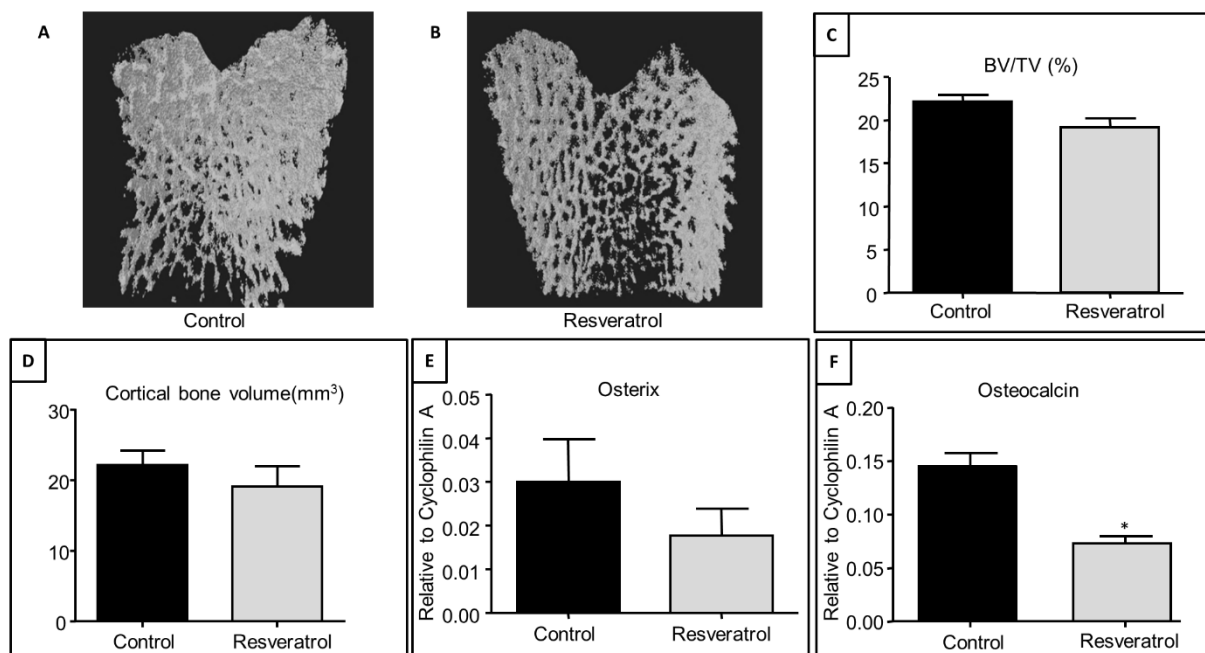 A
Control
B
Resveratrol
C
BV/TV (%)
25
20
15
10
5
0
Control
Resveratrol
D
Cortical bone volume(mm³)
30
20
10
0
Control
Resveratrol
E
Osterix
Relative to Cyclophilin A
0.05
0.04
0.03
0.02
0.01
0.00
Control
Resveratrol
F
Osteocalcin
Relative to Cyclophilin A
0.20
0.15
0.10
0.05
0.00
*
Control
Resveratrol